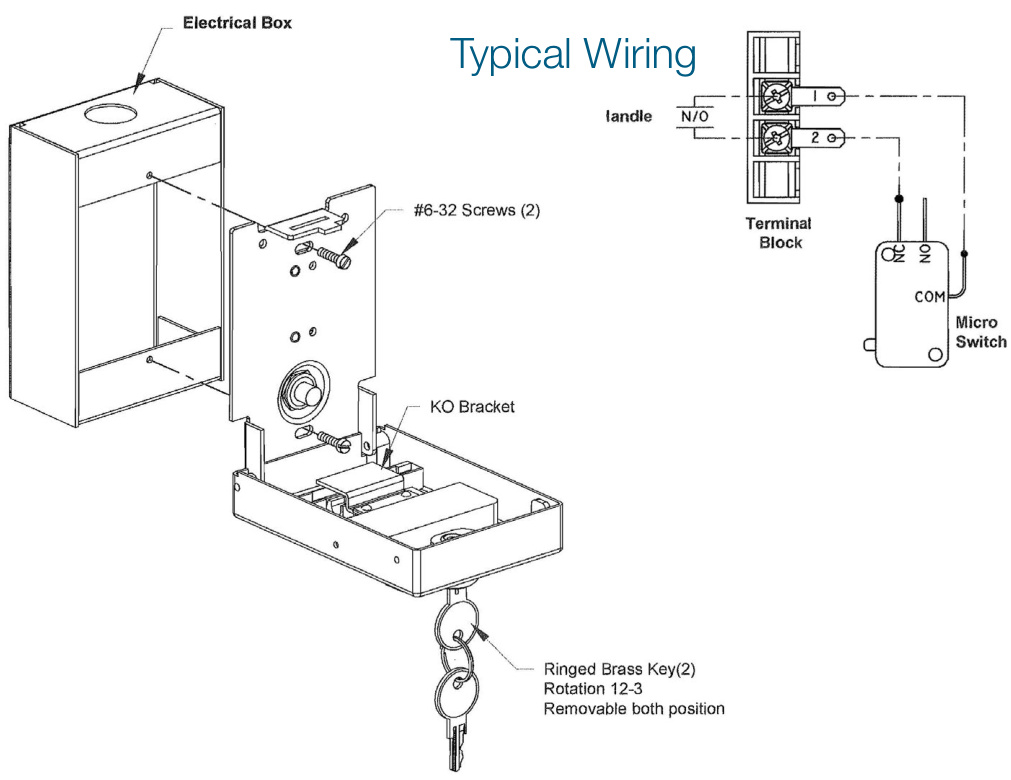 Electrical Box
Typical Wiring
1
landle
N/O
2
#6-32 Screws (2)
Terminal
Block
NC
NO
COM
Micro
Switch
KO Bracket
Ringed Brass Key(2)
Rotation 12-3
Removable both position